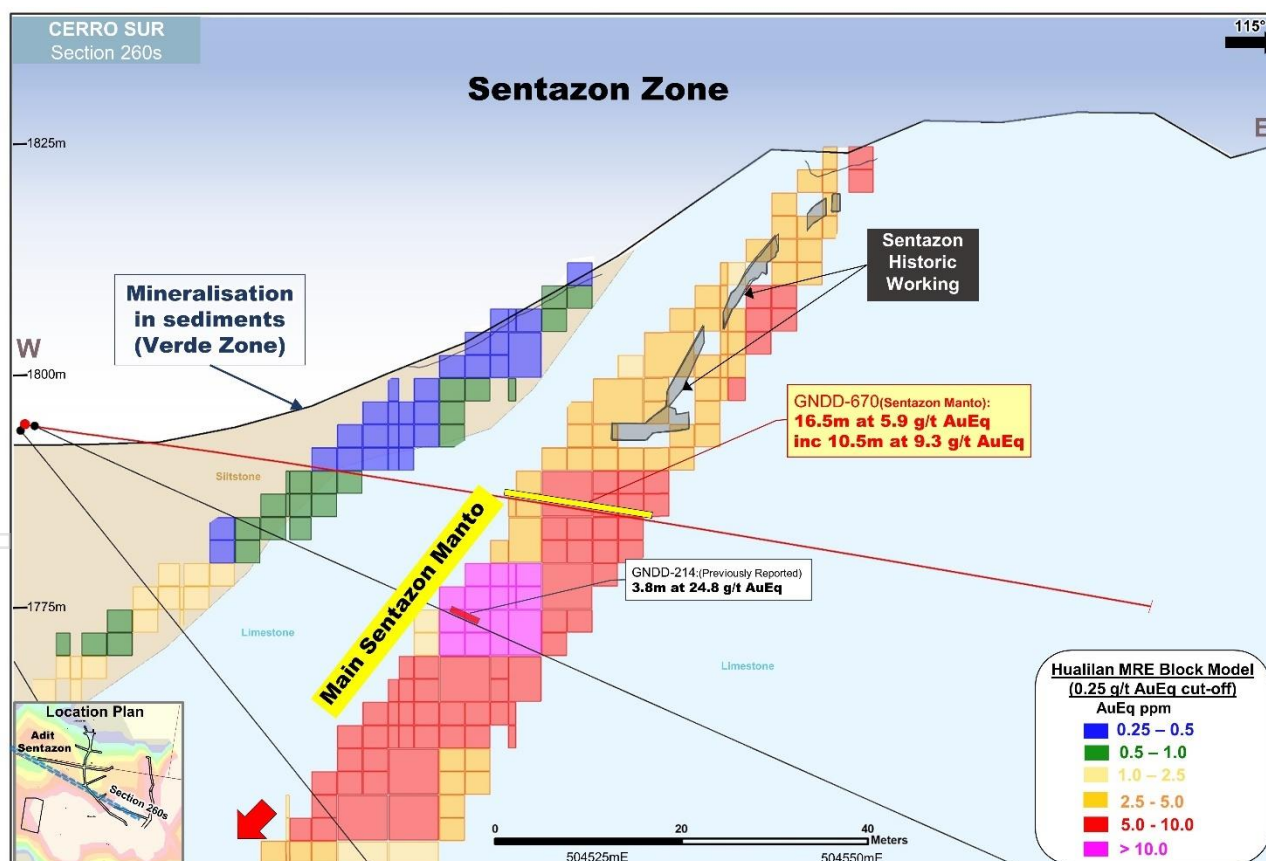 CERRO SUR
Section 260s
115°
Sentazon Zone
E
1825m
Sentazon
Historic
Working
Mineralisation
in sediments
(Verde Zone)
W
1800m
GNDD-670(Sentazon Manto):
16.5m at 5.9 g/t AuEq
inc 10.5m at 9.3 g/t AuEq
Siltstone
Main Sentazon Manto
GNDD-214:(Previously Reported)
3.8m at 24.8 g/t AuEq
1775m
Limestone
Limestone
Hualilan MRE Block Model
(0.25 g/t AuEq cut-off)
AuEq ppm
0.25 – 0.5
0.5 – 1.0
1.0 – 2.5
2.5 - 5.0
5.0 - 10.0
> 10.0
Location Plan
Adit
Sentazon
Section 260s
0 20 40
Meters
504525mE 504550mE